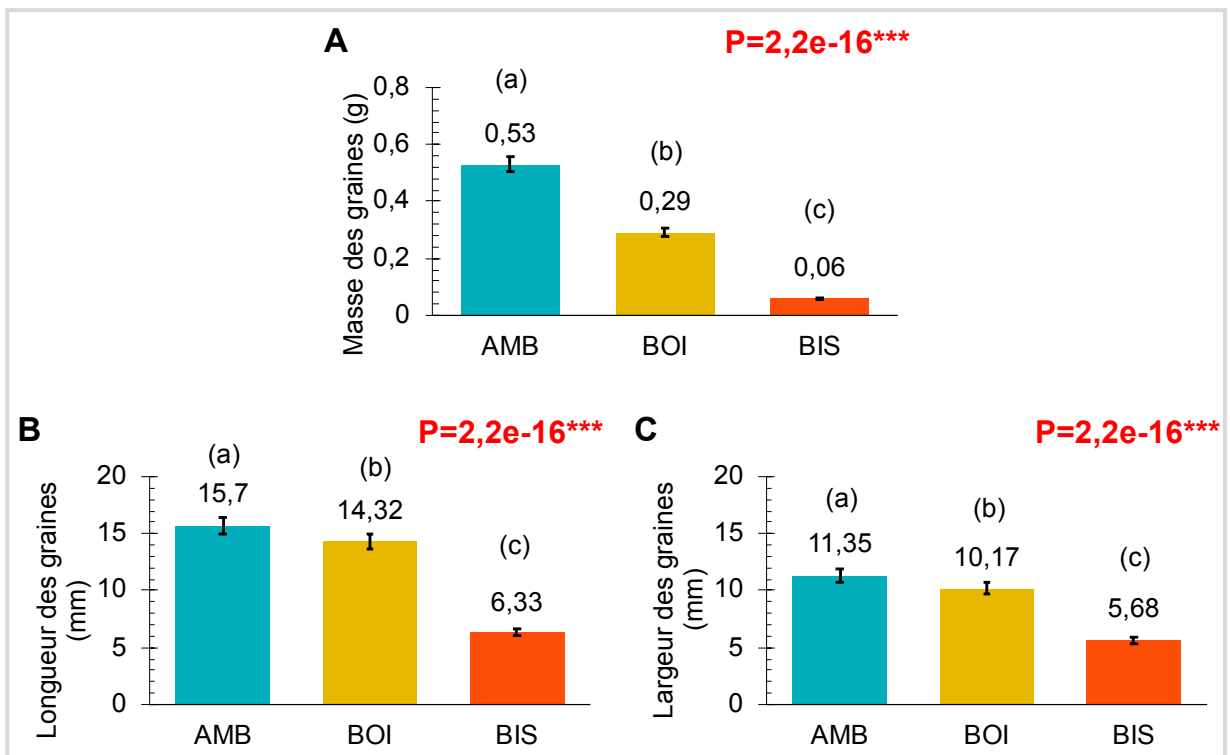 A
P=2,2e-16***
Masse des graines (g)
0,8
0,6
0,4
0,2
0
(a)
0,53
(b)
0,29
(c)
0,06
AMB BOI BIS
B
P=2,2e-16***
Longueur des graines
(mm)
20
15
10
5
0
(a)
15,7
(b)
14,32
(c)
6,33
AMB BOI BIS
C
P=2,2e-16***
Largeur des graines
(mm)
20
15
10
5
0
(a)
11,35
(b)
10,17
(c)
5,68
AMB BOI BIS